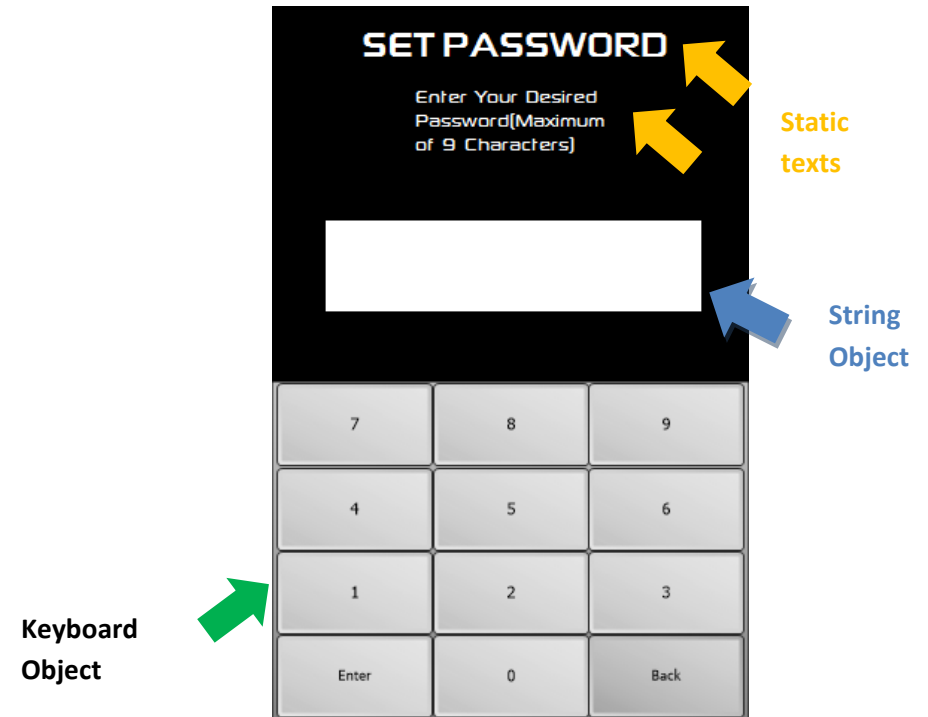 SET PASSWORD
Enter Your Desired
Password(Maximum
of 9 Characters)
Static
texts
String
Object
7 8 9
4 5 6
1 2 3
Keyboard
Object
Enter 0 Back